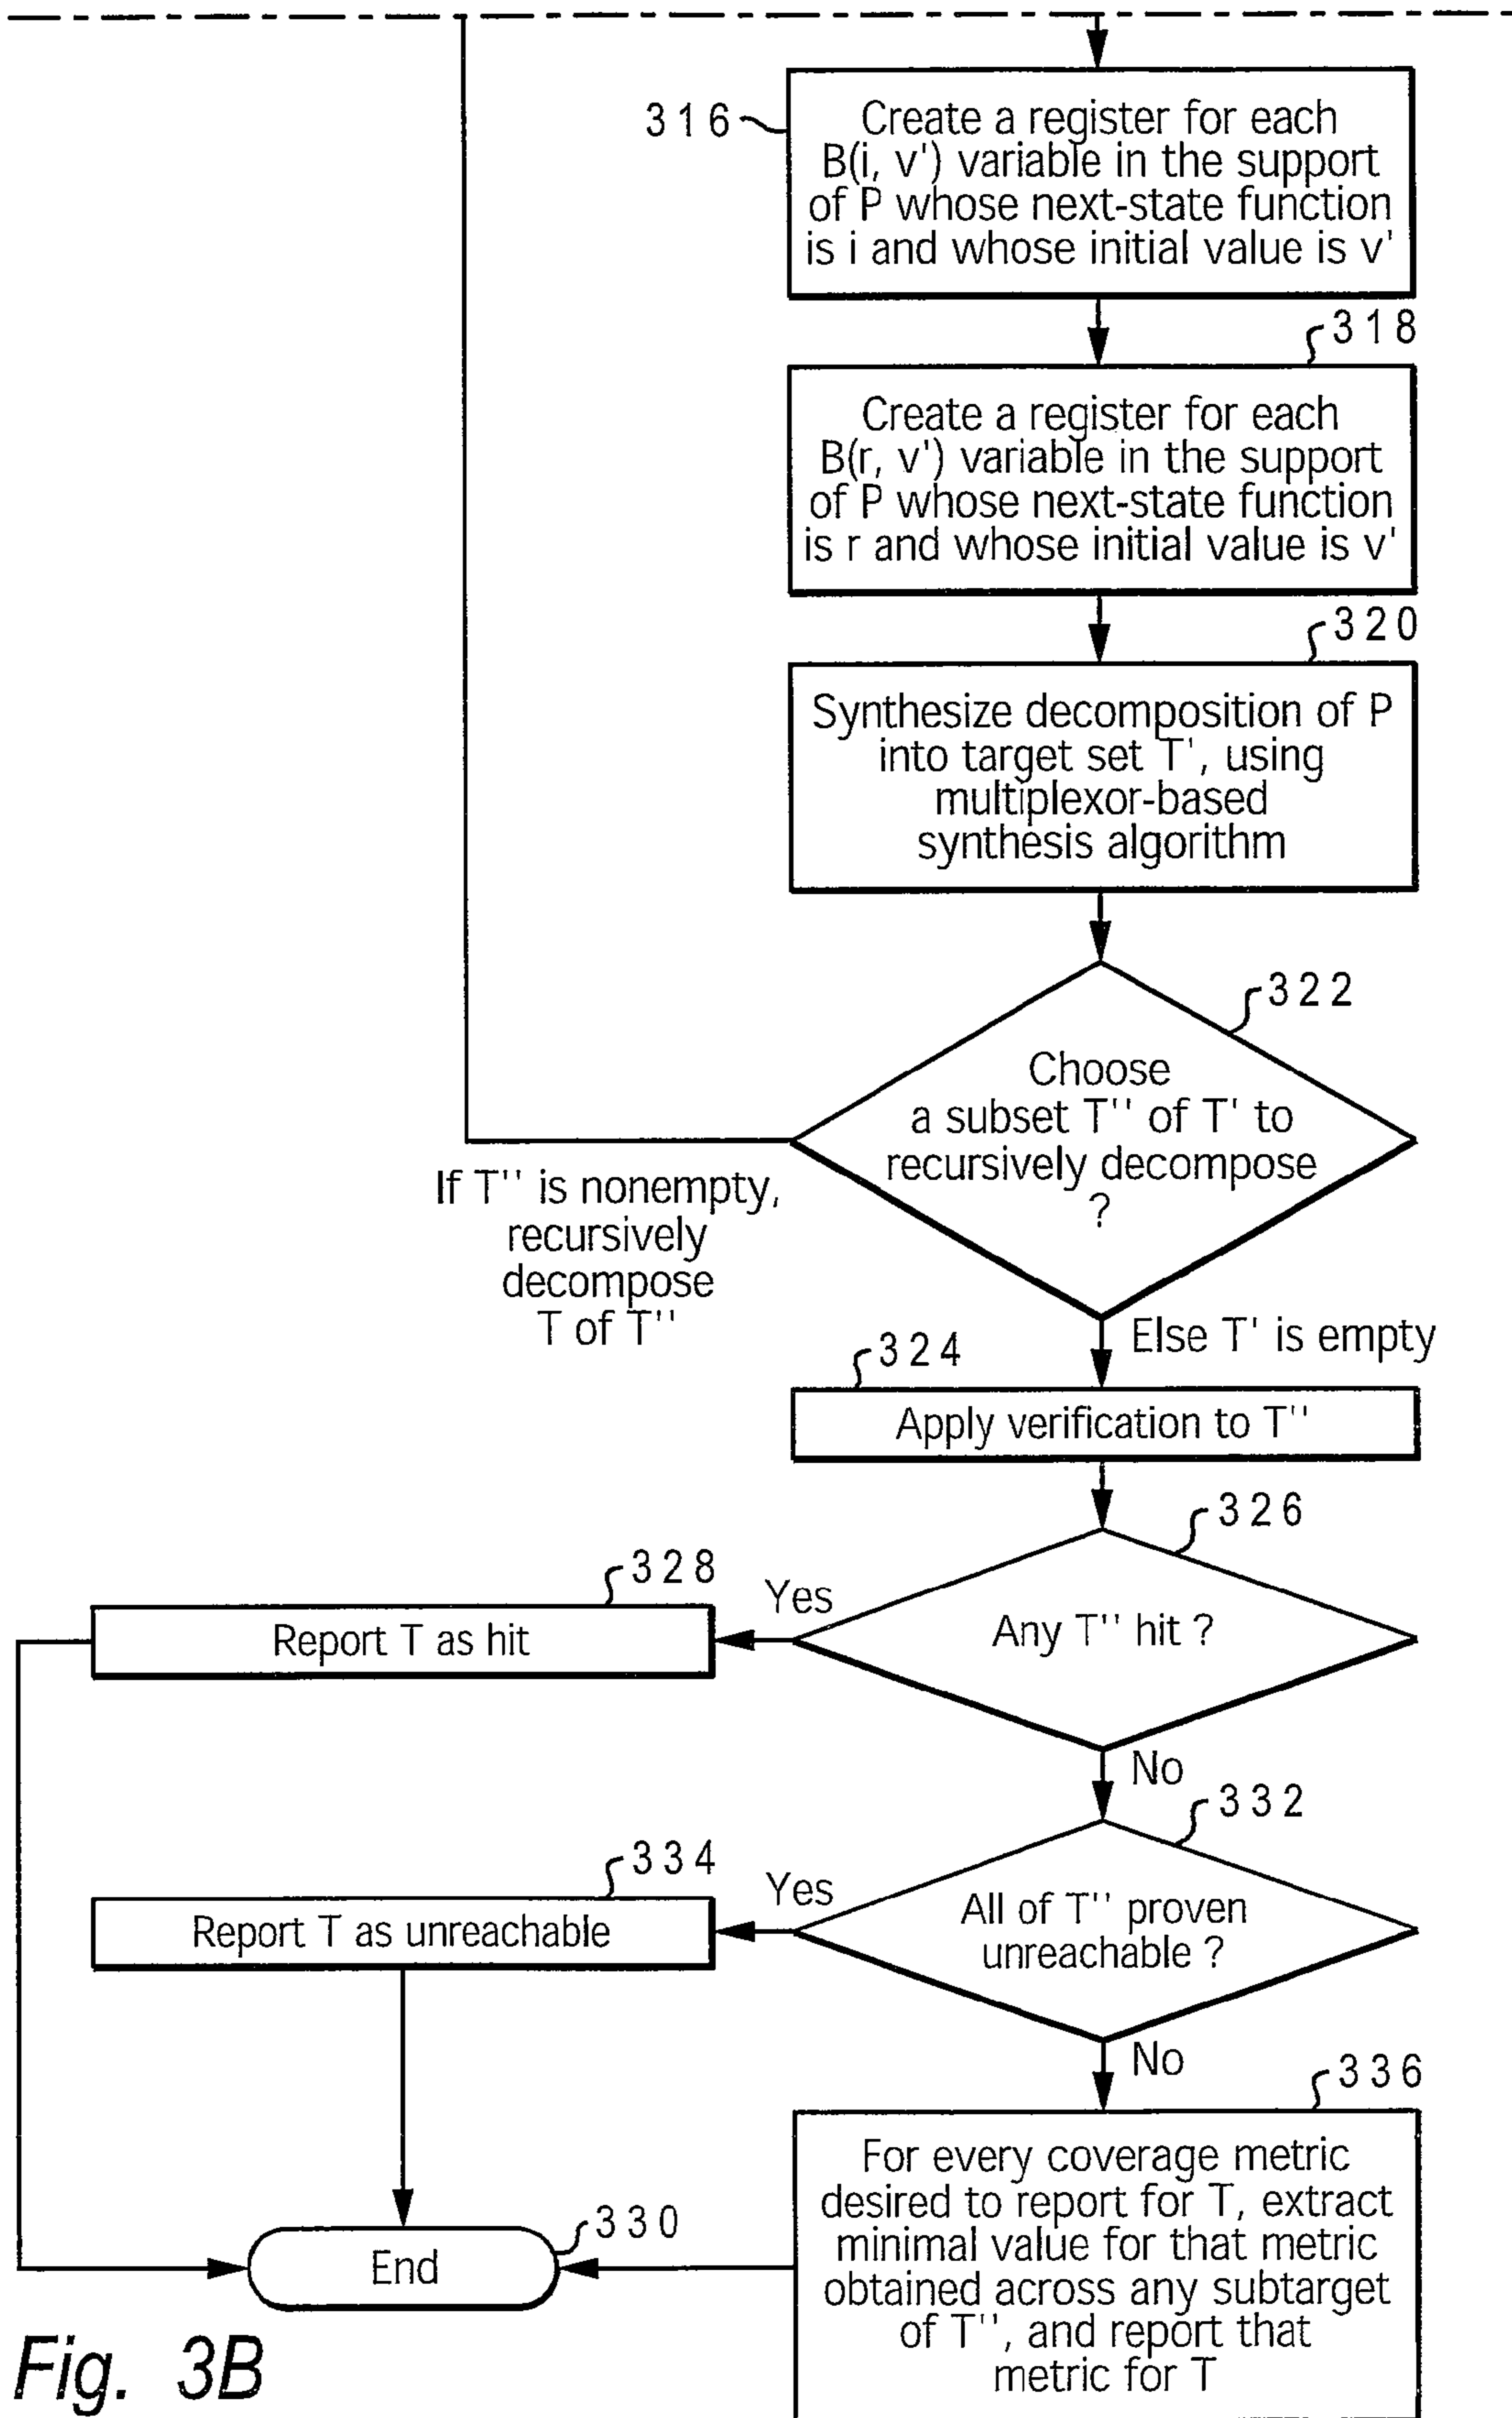 316
Create a register for each
B(i, v') variable in the support
of P whose next-state function
is i and whose initial value is v'
318
Create a register for each
B(r, v') variable in the support
of P whose next-state function
is r and whose initial value is v'
320
Synthesize decomposition of P
into target set T', using
multiplexor-based
synthesis algorithm
322
Choose
a subset T'' of T' to
recursively decompose
?
If T'' is nonempty,
recursively
decompose
T of T''
Else T' is empty
324
Apply verification to T''
326
Any T'' hit ?
Yes
328
Report T as hit
No
332
All of T'' proven
unreachable ?
Yes
334
Report T as unreachable
No
336
For every coverage metric
desired to report for T, extract
minimal value for that metric
obtained across any subtarget
of T'', and report that
metric for T
330
End
Fig. 3B